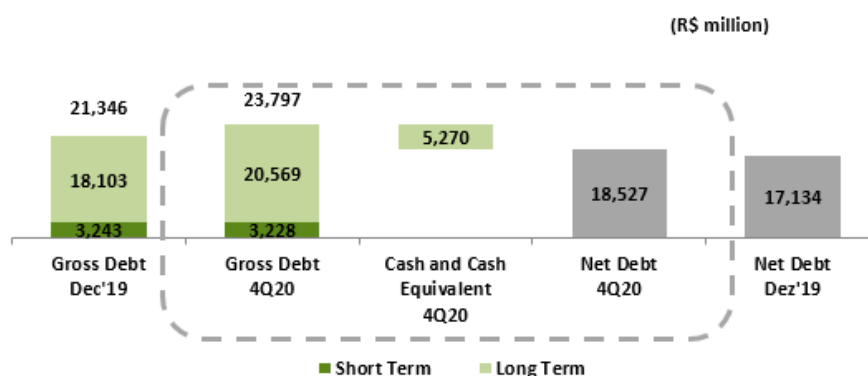 (R$ million)
21,346
23,797
5,270
18,103
20,569
18,527
17,134
3,243
3,228
Gross Debt
Dec'19
Gross Debt
4Q20
Cash and Cash
Equivalent
4Q20
Net Debt
4Q20
Net Debt
Dez'19
Short Term
Long Term